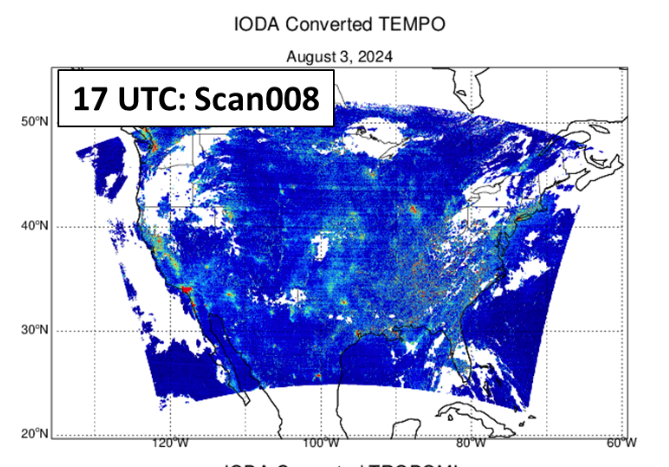 IODA Converted TEMPO
August 3, 2024
17 UTC: Scan008
50°N
40°N
30°N
20°N
120°W 100°W 80°W 60°W